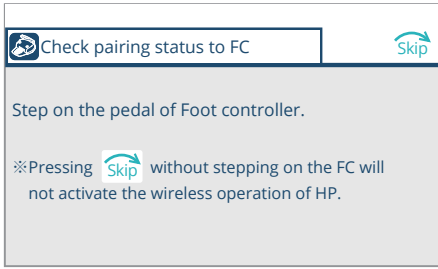 Check pairing status to FC
Skip
Step on the pedal of Foot controller.
※Pressing Skip without stepping on the FC will
not activate the wireless operation of HP.